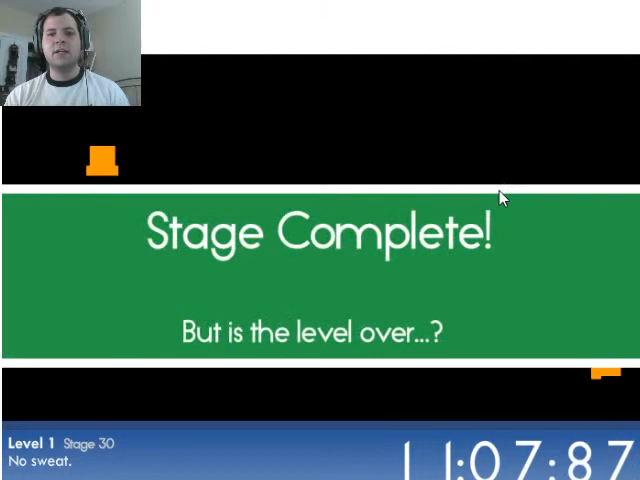 Stage Complete!
But is the level over...?
Level 1 Stage 30
No sweat.
11:07:87